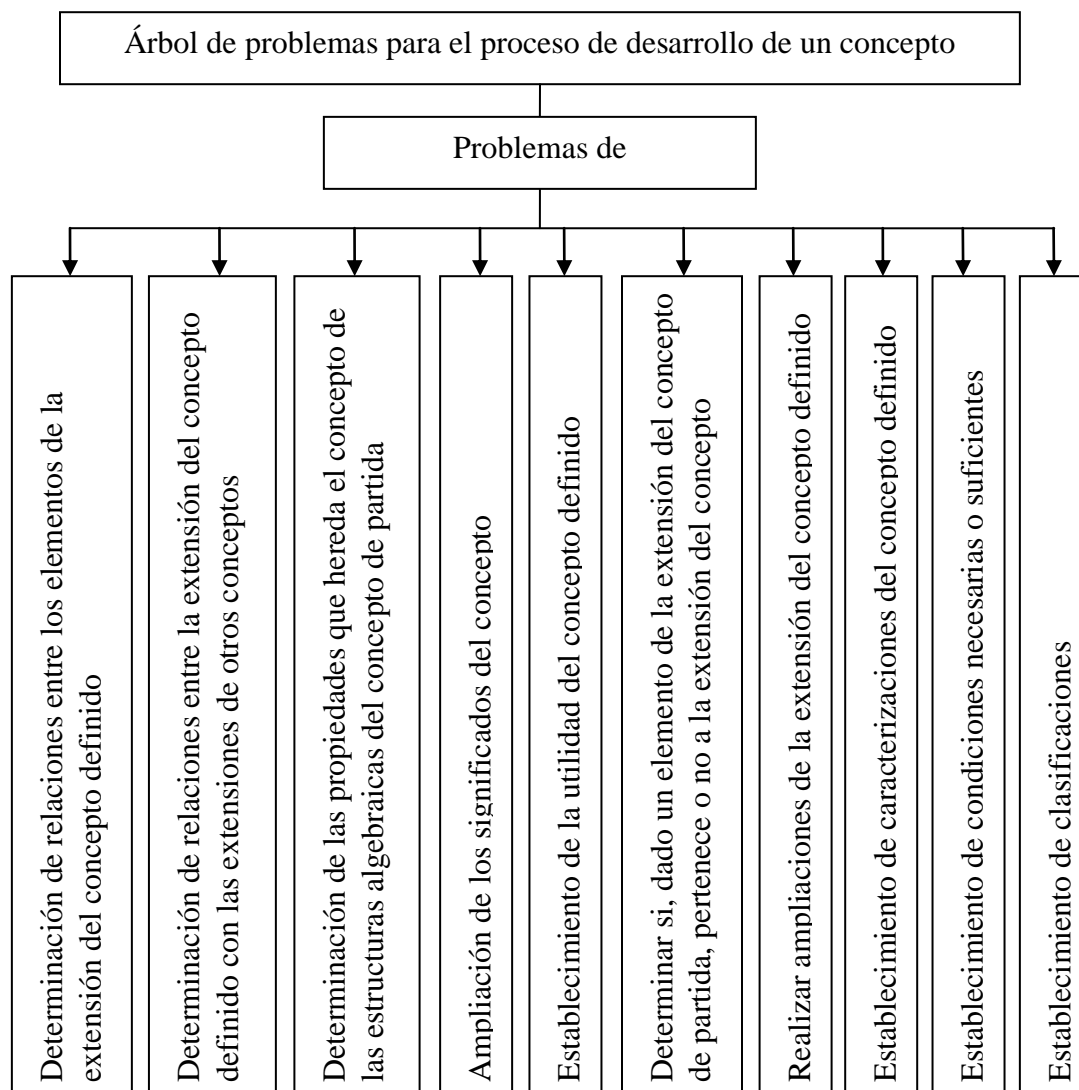 Árbol de problemas para el proceso de desarrollo de un concepto
Problemas de
Determinación de relaciones entre los elementos de la
extensión del concepto definido
Determinación de relaciones entre la extensión del concepto
definido con las extensiones de otros conceptos
Determinación de las propiedades que hereda el concepto de
las estructuras algebraicas del concepto de partida
Ampliación de los significados del concepto
Establecimiento de la utilidad del concepto definido
Determinar si, dado un elemento de la extensión del concepto
de partida, pertenece o no a la extensión del concepto
Realizar ampliaciones de la extensión del concepto definido
Establecimiento de caracterizaciones del concepto definido
Establecimiento de condiciones necesarias o suficientes
Establecimiento de clasificaciones